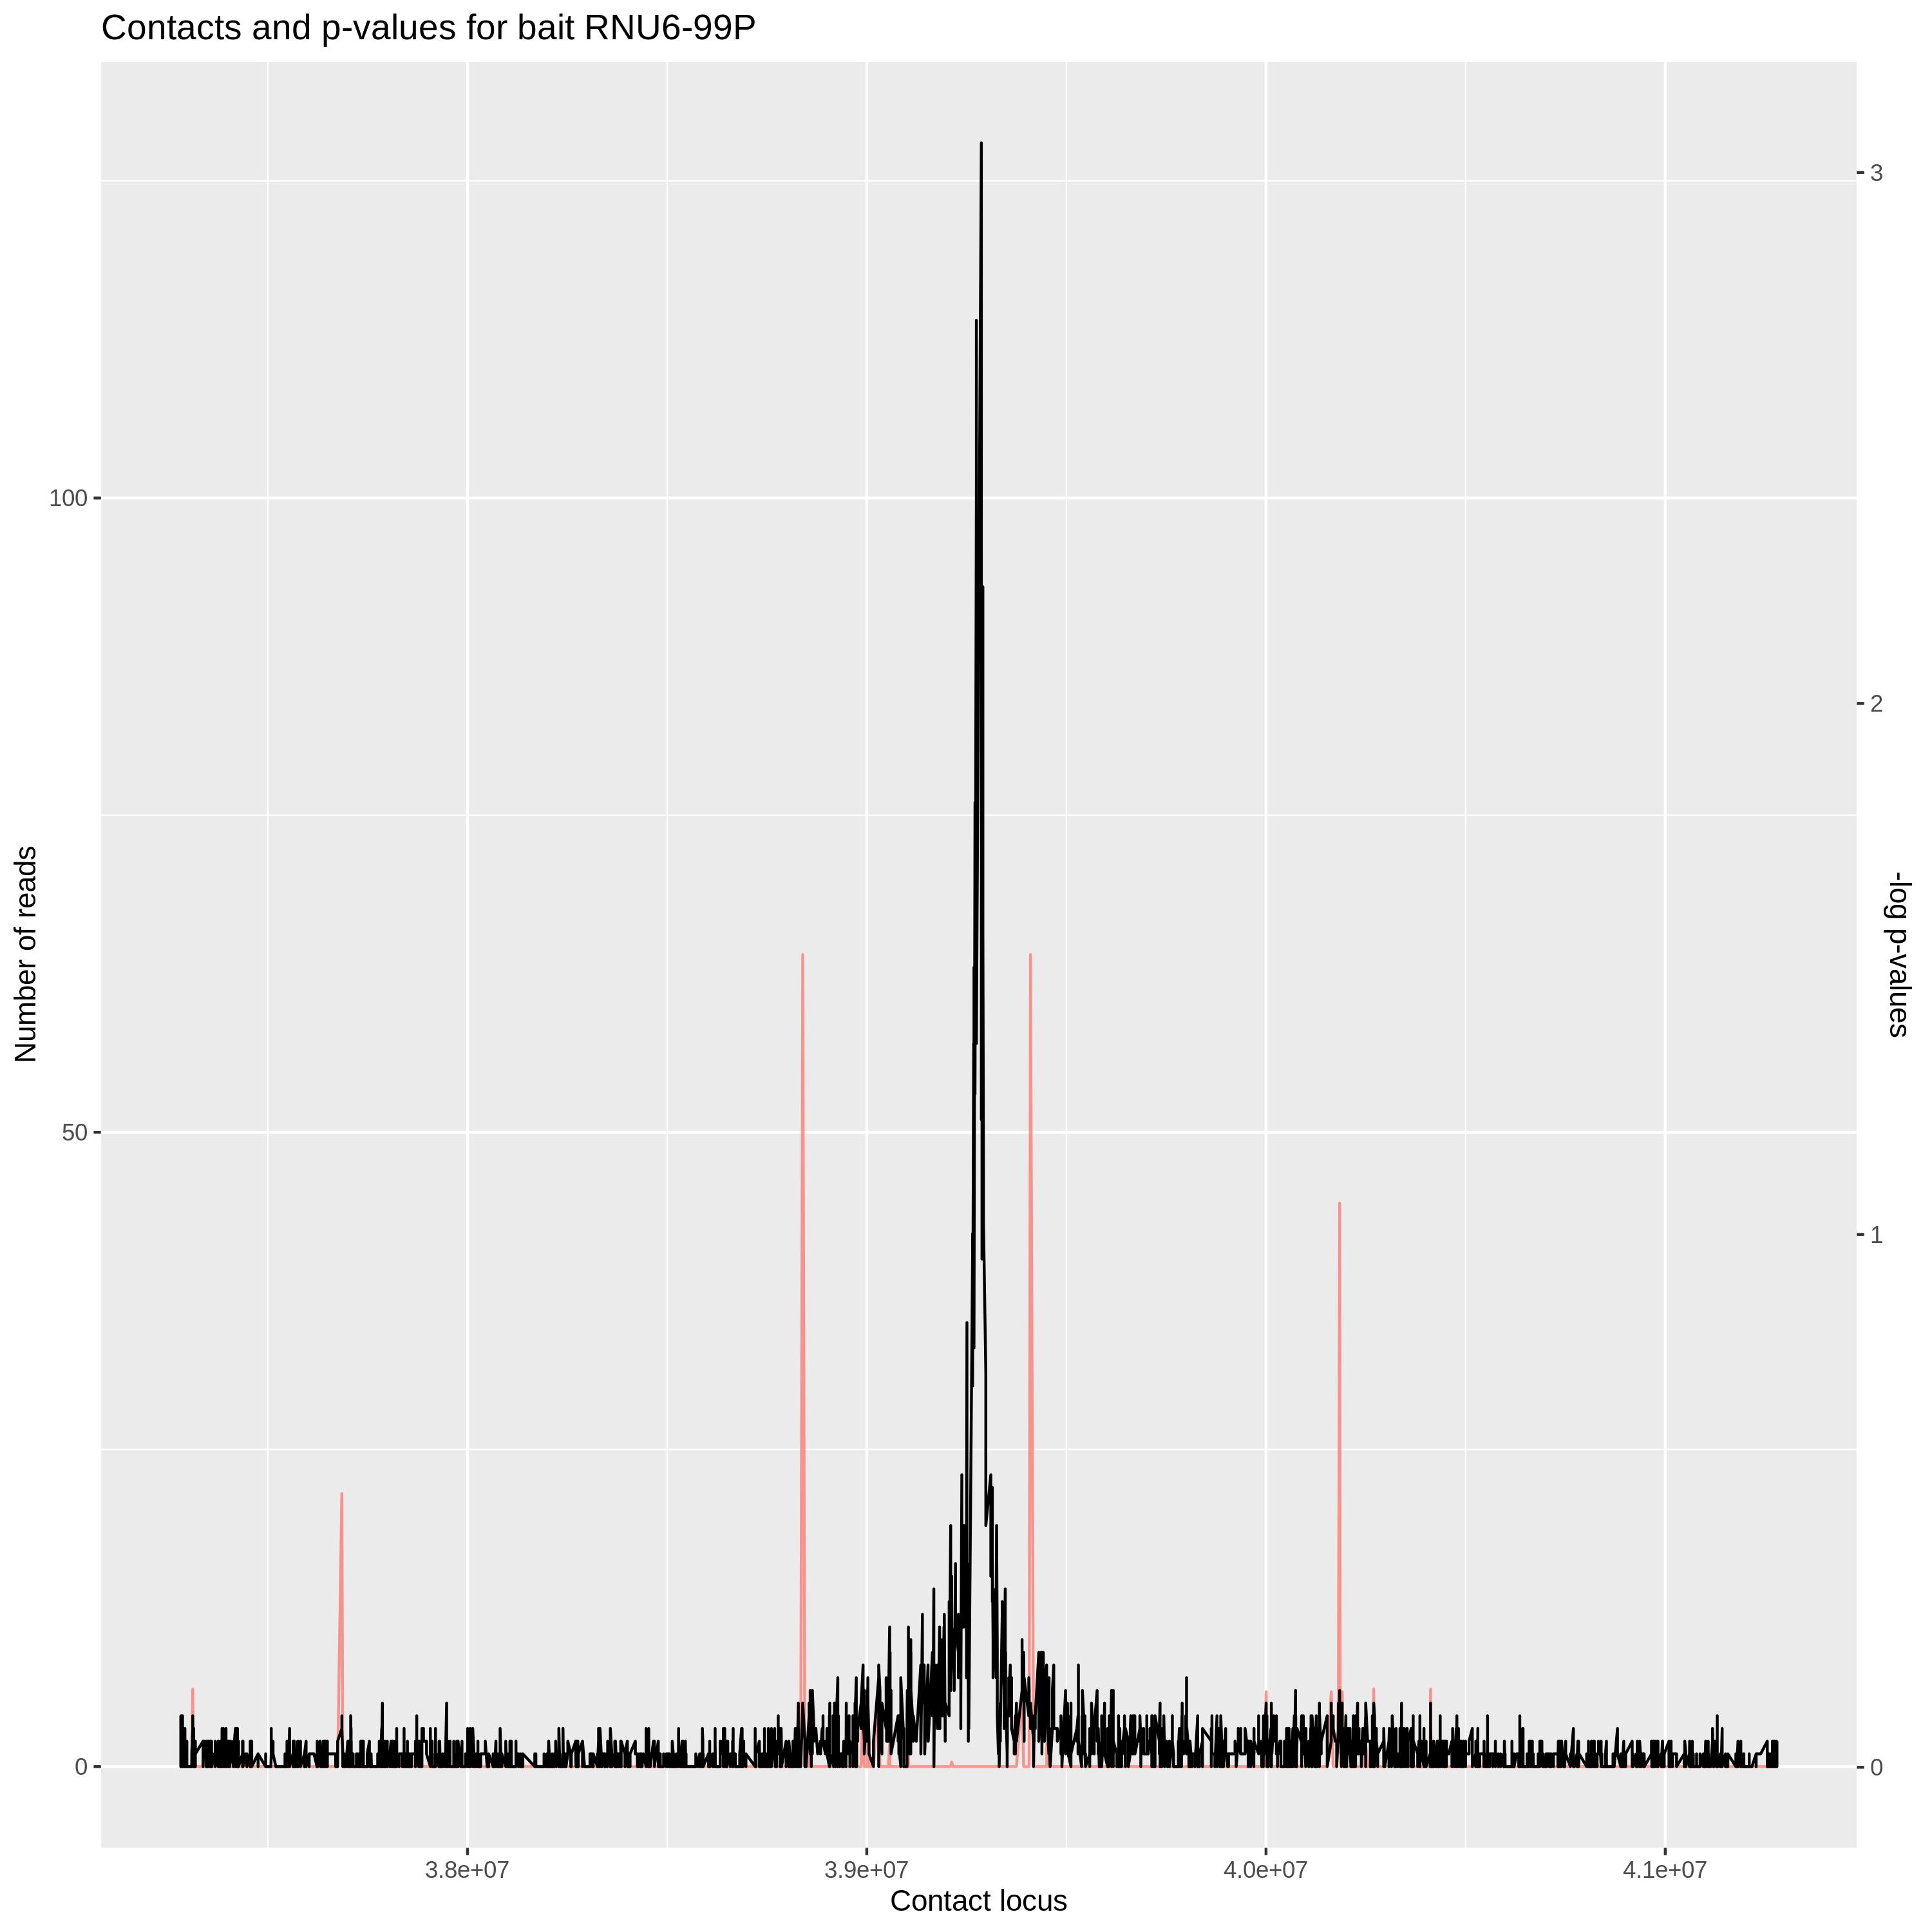 Contacts and p-values for bait RNU6-99P
Number of reads
100
50
0
3
2
1
0
-log p-values
3.8e+07
3.9e+07
4.0e+07
4.1e+07
Contact locus